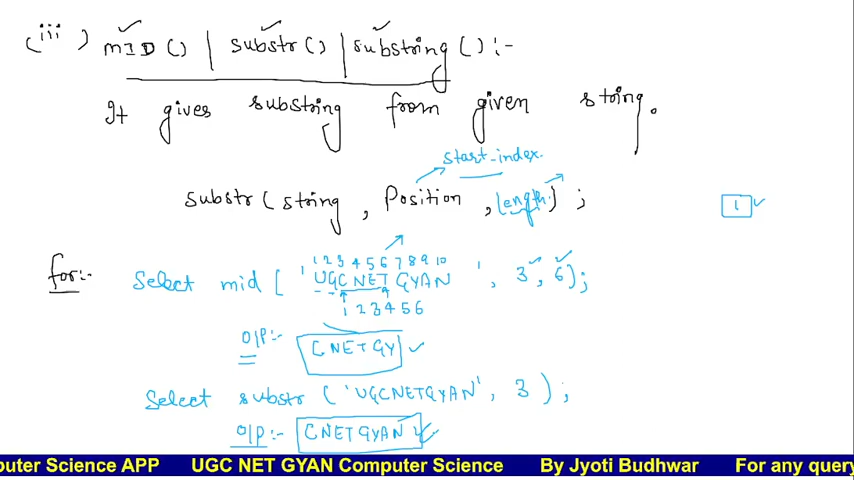 (iii) MID() | substr() | substring() :-
It gives substring from given string.
start-index.
substr(string, Position, length);
1
1 2 3 4 5 6 7 8 9 10
for:- Select mid ('UGCNETGYAN', 3, 6);
1 2 3 4 5 6
O/P:- CNETGY
Select substr ('UGCNETGYAN', 3);
O/P:- CNETGYAN
puter Science APP UGC NET GYAN Computer Science By Jyoti Budhwar For any query